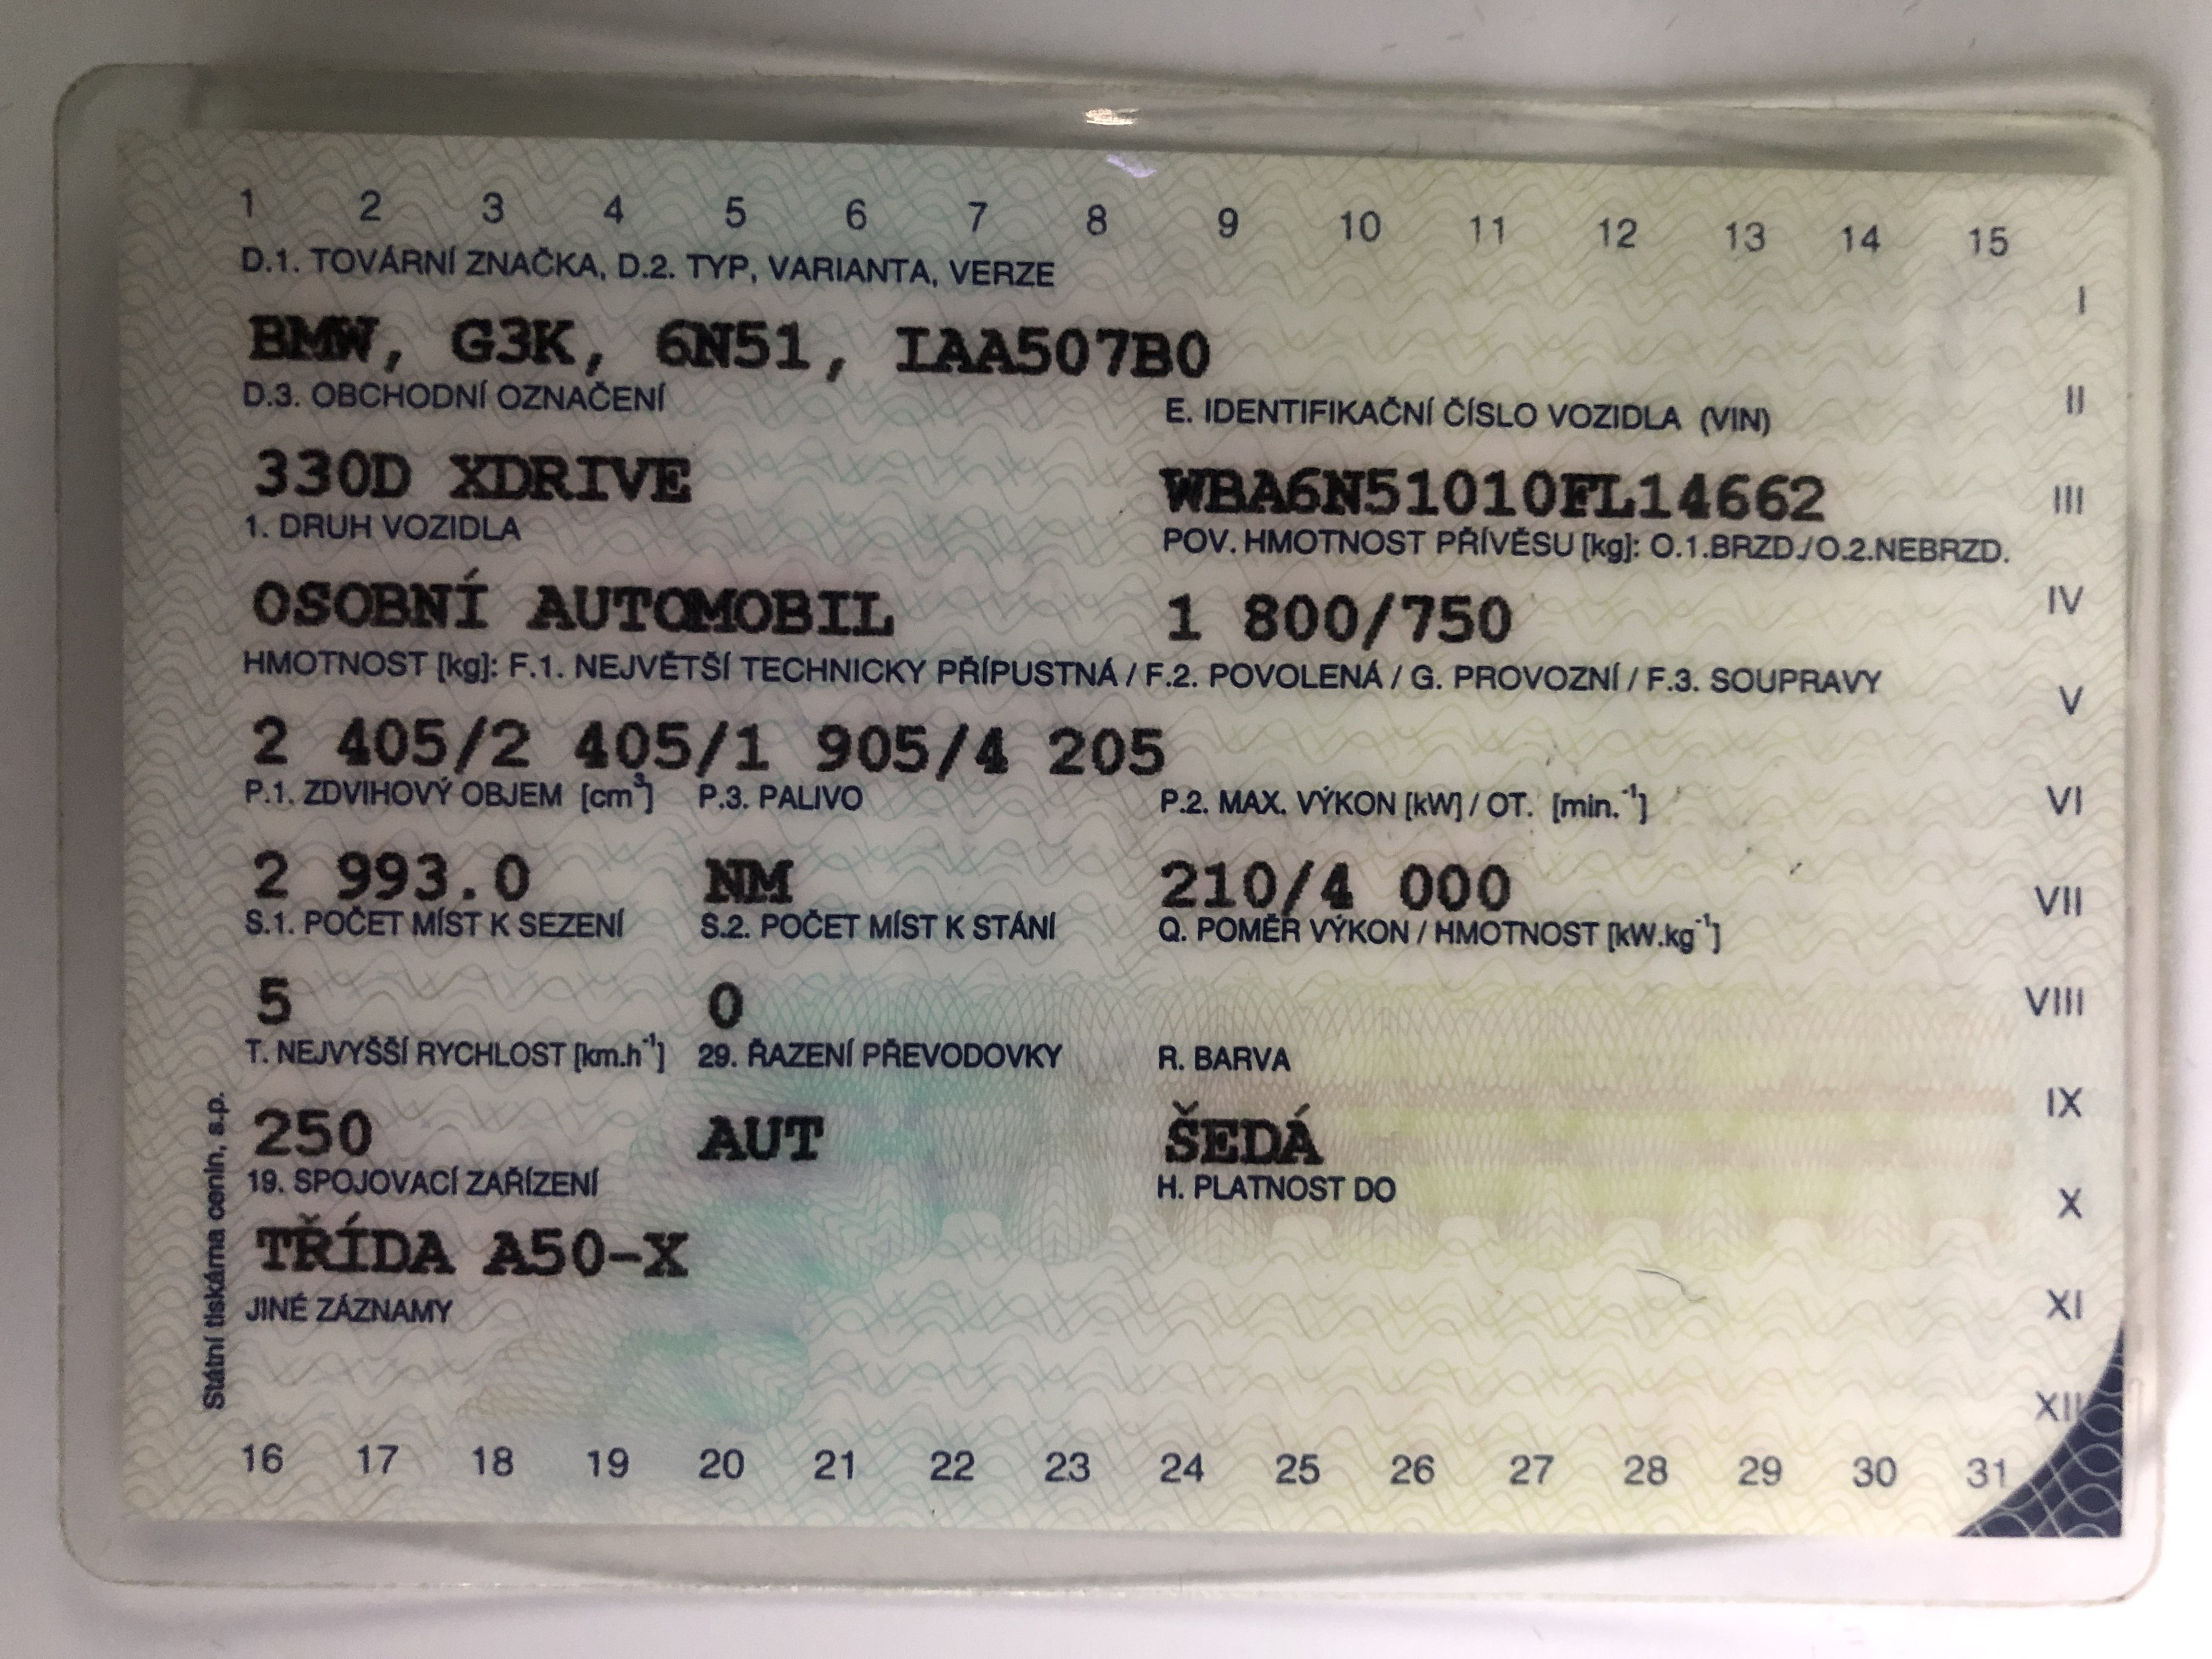 1 2 3 4 5 6 7 8 9 10 11 12 13 14 15
D.1. TOVÁRNÍ ZNAČKA, D.2. TYP, VARIANTA, VERZE
I
BMW, G3K, 6N51, IAA507B0
D.3. OBCHODNÍ OZNAČENÍ E. IDENTIFIKAČNÍ ČÍSLO VOZIDLA (VIN)
II
330D XDRIVE WBA6N51010FL14662
III
1. DRUH VOZIDLA POV. HMOTNOST PŘÍVĚSU [kg]: O.1.BRZD./O.2.NEBRZD.
OSOBNÍ AUTOMOBIL 1 800/750
IV
HMOTNOST [kg]: F.1. NEJVĚTŠÍ TECHNICKY PŘÍPUSTNÁ / F.2. POVOLENÁ / G. PROVOZNÍ / F.3. SOUPRAVY
V
2 405/2 405/1 905/4 205
P.1. ZDVIHOVÝ OBJEM [cm³] P.3. PALIVO P.2. MAX. VÝKON [kW] / OT. [min.⁻¹]
VI
2 993.0 NM 210/4 000
VII
S.1. POČET MÍST K SEZENÍ S.2. POČET MÍST K STÁNÍ Q. POMĚR VÝKON / HMOTNOST [kW.kg⁻¹]
5 0
VIII
T. NEJVYŠŠÍ RYCHLOST [km.h⁻¹] 29. ŘAZENÍ PŘEVODOVKY R. BARVA
IX
250 AUT ŠEDÁ
19. SPOJOVACÍ ZAŘÍZENÍ H. PLATNOST DO
X
TŘÍDA A50-X
JINÉ ZÁZNAMY
XI
XII
Státní tiskárna cenin, s.p.
16 17 18 19 20 21 22 23 24 25 26 27 28 29 30 31